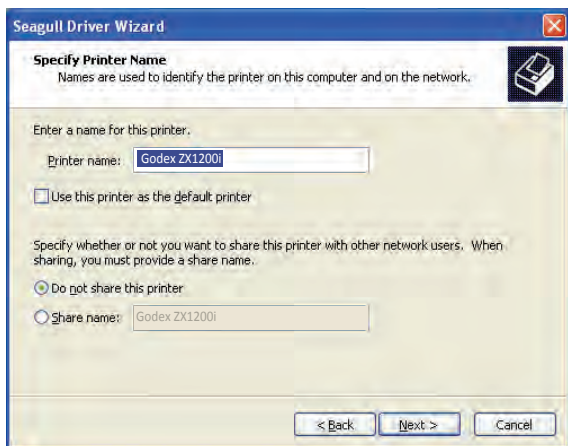 Seagull Driver Wizard
Specify Printer Name
Names are used to identify the printer on this computer and on the network.
Enter a name for this printer.
Printer name: Godex ZX1200i
Use this printer as the default printer
Specify whether or not you want to share this printer with other network users. When
sharing, you must provide a share name.
Do not share this printer
Share name: Godex ZX1200i
< Back Next > Cancel